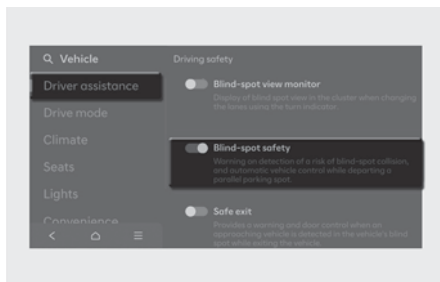 Vehicle
Driving safety
Driver assistance
Blind-spot view monitor
Display of blind spot view in the cluster when changing
the lanes using the turn indicator.
Drive mode
Climate
Blind-spot safety
Warning on detection of a risk of blind-spot collision,
and automatic vehicle control while departing a
parallel parking spot.
Seats
Lights
Safe exit
Provides a warning and door control when an
approaching vehicle is detected in the vehicle's blind
spot while exiting the vehicle.
Convenience